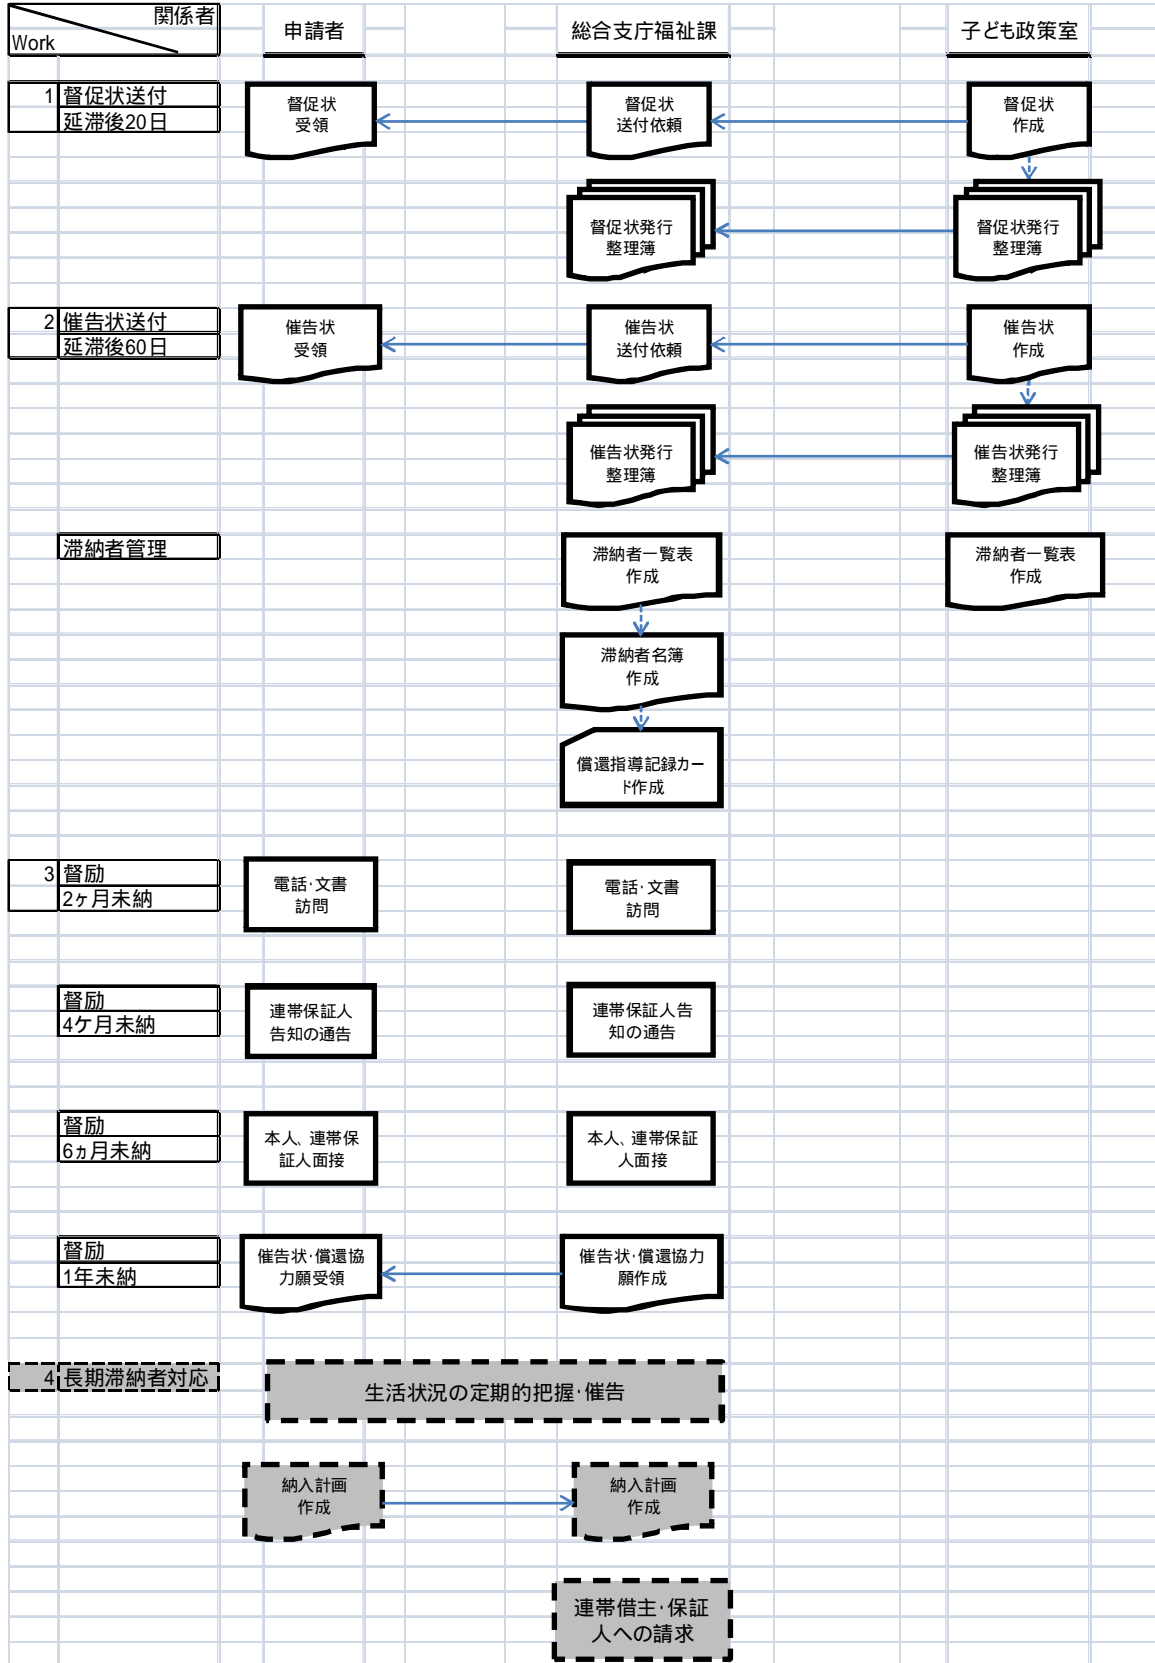 関係者
Work
申請者
総合支庁福祉課
子ども政策室
1 督促状送付
延滞後20日
督促状
受領
督促状
送付依頼
督促状
作成
督促状発行
整理簿
督促状発行
整理簿
2 催告状送付
延滞後60日
催告状
受領
催告状
送付依頼
催告状
作成
催告状発行
整理簿
催告状発行
整理簿
滞納者管理
滞納者一覧表
作成
滞納者一覧表
作成
滞納者名簿
作成
償還指導記録カー
ド作成
3 督励
2ヶ月未納
電話・文書
訪問
電話・文書
訪問
督励
4ケ月未納
連帯保証人
告知の通告
連帯保証人告
知の通告
督励
6ヵ月未納
本人、連帯保
証人面接
本人、連帯保証
人面接
督励
1年未納
催告状・償還協
力願受領
催告状・償還協力
願作成
4 長期滞納者対応
生活状況の定期的把握・催告
納入計画
作成
納入計画
作成
連帯借主・保証
人への請求